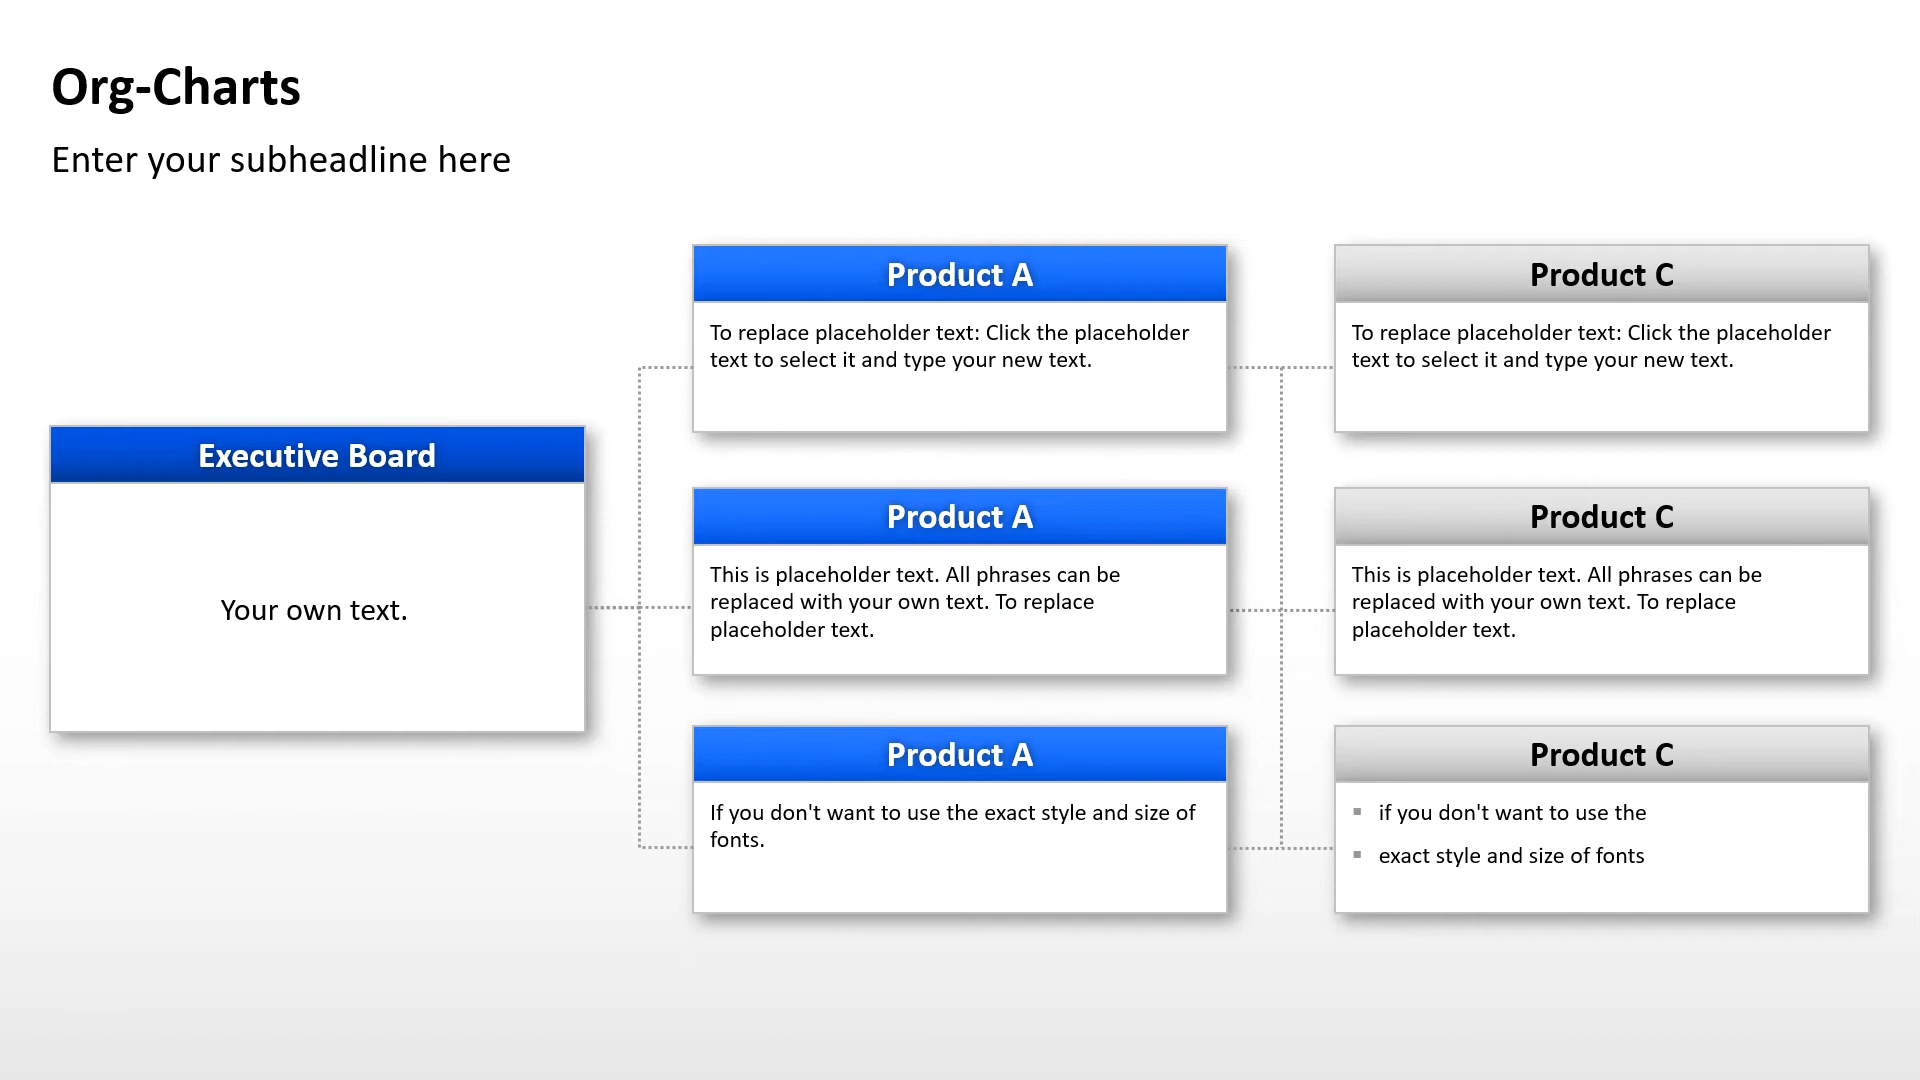 Org-Charts
Enter your subheadline here
Executive Board
Your own text.
Product A
To replace placeholder text: Click the placeholder
text to select it and type your new text.
Product A
This is placeholder text. All phrases can be
replaced with your own text. To replace
placeholder text.
Product A
If you don't want to use the exact style and size of
fonts.
Product C
To replace placeholder text: Click the placeholder
text to select it and type your new text.
Product C
This is placeholder text. All phrases can be
replaced with your own text. To replace
placeholder text.
Product C
▪ if you don't want to use the
▪ exact style and size of fonts